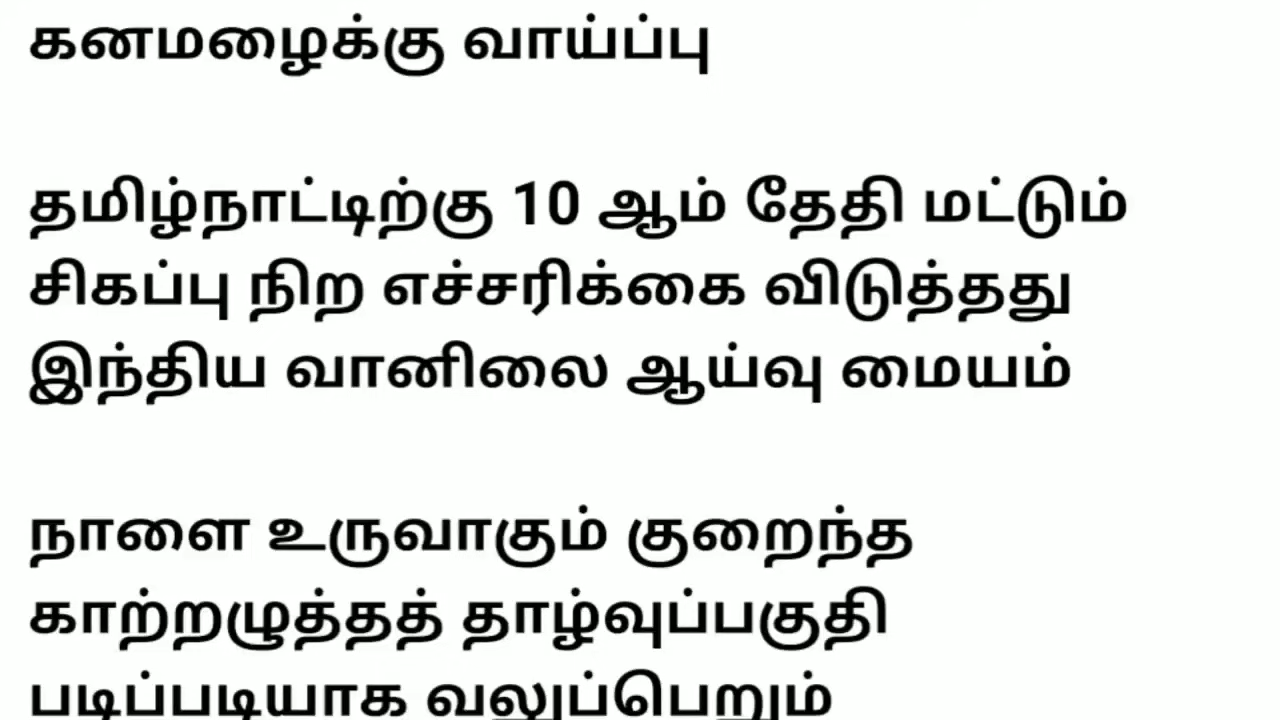 கனமழைக்கு வாய்ப்பு
தமிழ்நாட்டிற்கு 10 ஆம் தேதி மட்டும்
சிகப்பு நிற எச்சரிக்கை விடுத்தது
இந்திய வானிலை ஆய்வு மையம்
நாளை உருவாகும் குறைந்த
காற்றழுத்தத் தாழ்வுப்பகுதி
படிப்படியாக வலுப்பெறும்